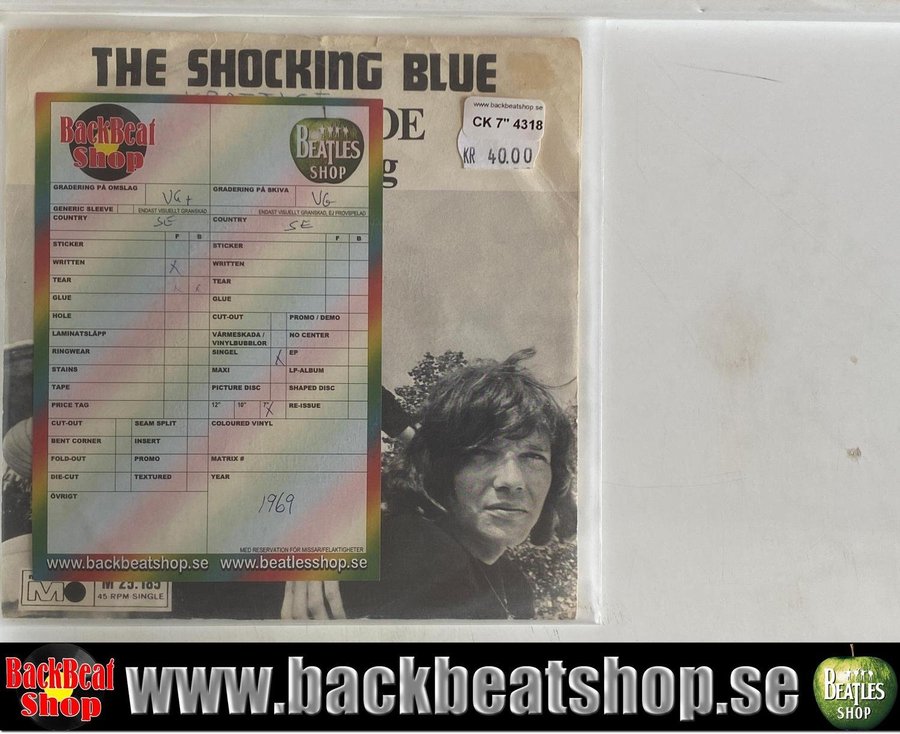 THE SHOCKING BLUE
DE
g
www.backbeatshop.se
CK 7" 4318
KR 40.00
BackBeat
Shop
BEATLES
SHOP
GRADERING PÅ OMSLAG VG+ GRADERING PÅ SKIVA VG-
GENERIC SLEEVE ENDAST VISUELLT GRANSKAD ENDAST VISUELLT GRANSKAD, EJ PROVSPELAD
COUNTRY SE COUNTRY SE
F B F B
STICKER STICKER
WRITTEN X WRITTEN
TEAR TEAR
GLUE GLUE
HOLE CUT-OUT PROMO / DEMO
LAMINATSLÄPP VÄRMESKADA / NO CENTER
VINYLBUBBLOR
RINGWEAR SINGEL X EP
STAINS MAXI LP-ALBUM
TAPE PICTURE DISC SHAPED DISC
PRICE TAG 12" 10" 7" X RE-ISSUE
CUT-OUT SEAM SPLIT COLOURED VINYL
BENT CORNER INSERT
FOLD-OUT PROMO MATRIX #
DIE-CUT TEXTURED YEAR
ÖVRIGT
1969
MED RESERVATION FÖR MISSAR/FELAKTIGHETER
www.backbeatshop.se www.beatlesshop.se
M 25.185
45-RPM SINGLE
BackBeat
Shop
www.backbeatshop.se
BEATLES
SHOP